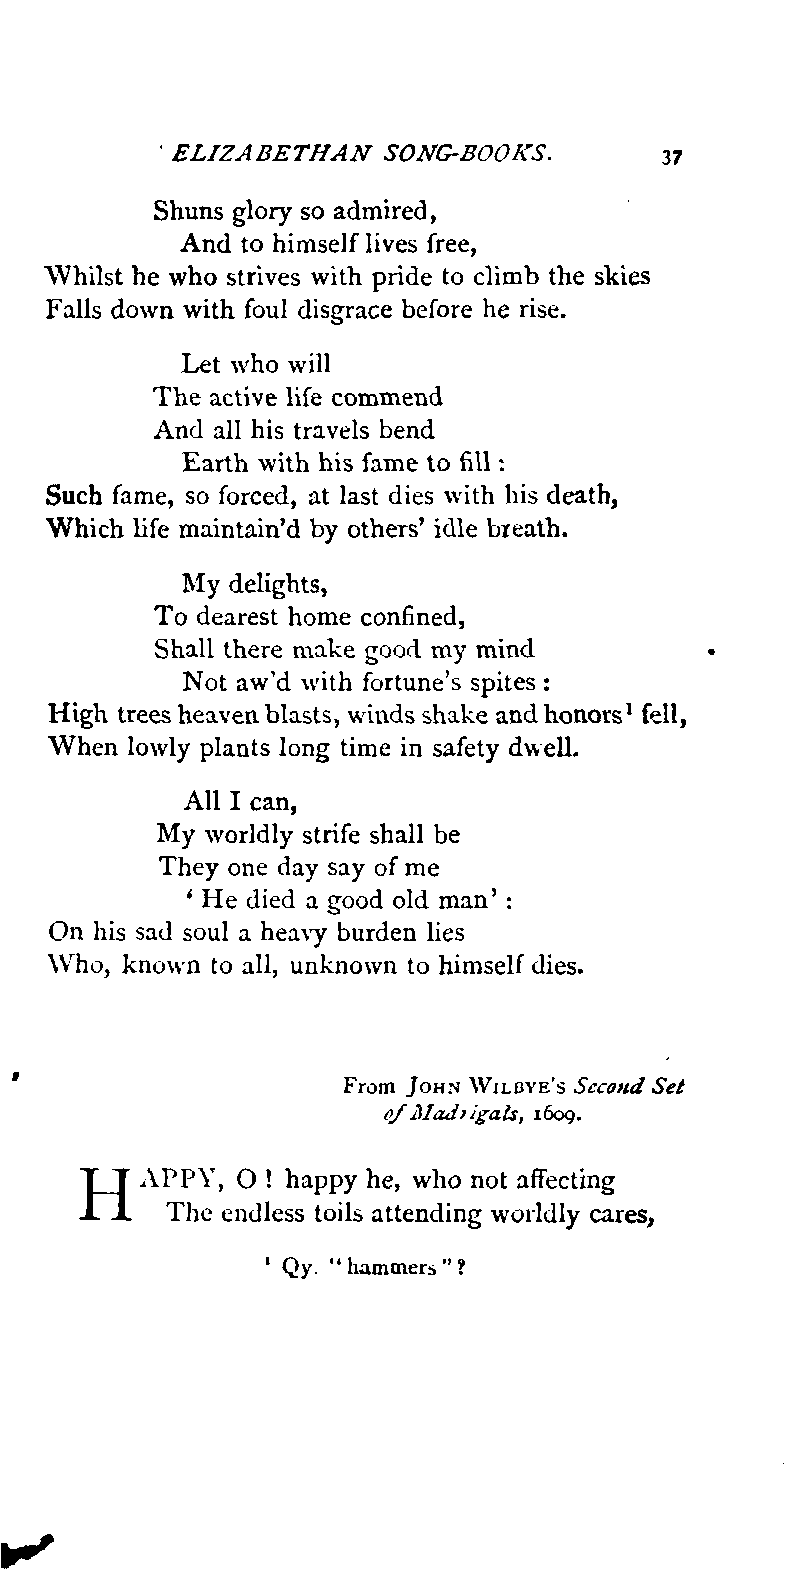 ELIZABETHAN SONG-BOOKS. 37
Shuns glory so admired,
And to himself lives free,
Whilst he who strives with pride to climb the skies
Falls down with foul disgrace before he rise.
Let who will
The active life commend
And all his travels bend
Earth with his fame to fill :
Such fame, so forced, at last dies with his death,
Which life maintain'd by others' idle breath.
My delights,
To dearest home confined,
Shall there make good my mind
Not aw'd with fortune's spites :
High trees heaven blasts, winds shake and honors¹ fell,
When lowly plants long time in safety dwell.
All I can,
My worldly strife shall be
They one day say of me
‘ He died a good old man’ :
On his sad soul a heavy burden lies
Who, known to all, unknown to himself dies.
From JOHN WILBYE'S Second Set
of Madrigals, 1609.
HAPPY, O ! happy he, who not affecting
The endless toils attending worldly cares,
¹ Qy. "hammers"?